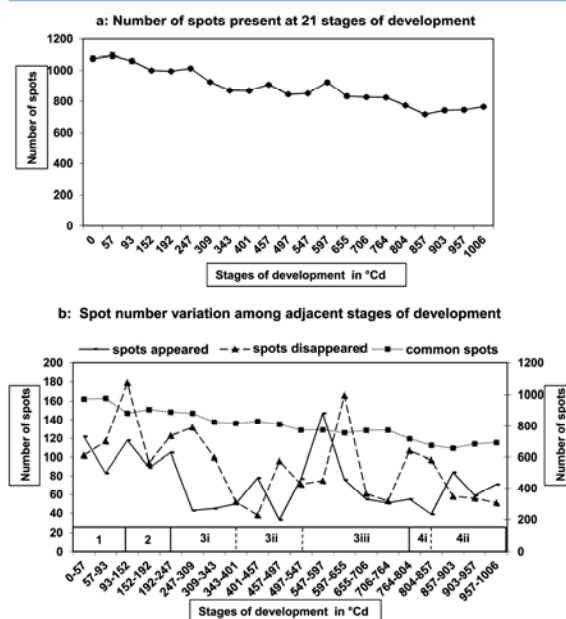 a: Number of spots present at 21 stages of development
1200
1000
800
600
400
200
0
Number of spots
0 57 93 152 192 247 309 343 401 457 497 547 597 655 706 764 804 857 903 957 1006
Stages of development in °Cd
b: Spot number variation among adjacent stages of development
spots appeared spots disappeared common spots
200 1200
180
160 1000
140
120 800
100 600
80
60 400
40
20 200
0 0
Number of spots
Number of spots
1 2 3i 3ii 3iii 4i 4ii
0-57 57-93 93-152 152-192 192-247 247-309 309-343 343-401 401-457 457-497 497-547 547-597 597-655 655-706 706-764 764-804 804-857 857-903 903-957 957-1006
Stages of development in °Cd